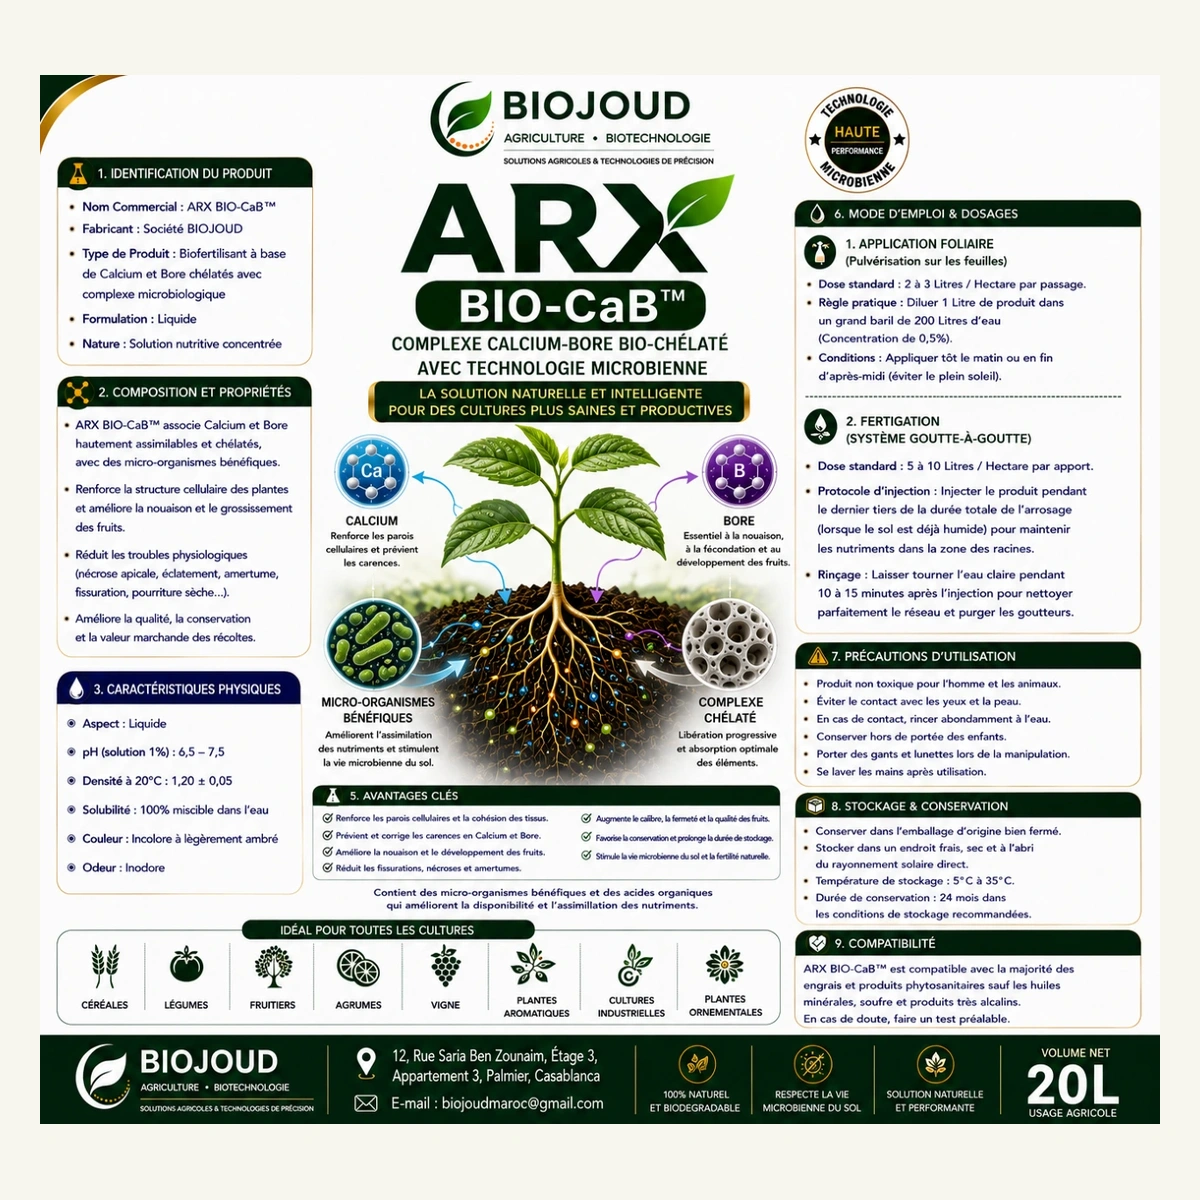 BIOJOUD
AGRICULTURE • BIOTECHNOLOGIE
SOLUTIONS AGRICOLES & TECHNOLOGIES DE PRÉCISION
TECHNOLOGIE
HAUTE
PERFORMANCE
MICROBIENNE
ARX
BIO-CaB™
COMPLEXE CALCIUM-BORE BIO-CHÉLATÉ
AVEC TECHNOLOGIE MICROBIENNE
LA SOLUTION NATURELLE ET INTELLIGENTE
POUR DES CULTURES PLUS SAINES ET PRODUCTIVES
1. IDENTIFICATION DU PRODUIT
• Nom Commercial : ARX BIO-CaB™
• Fabricant : Société BIOJOUD
• Type de Produit : Biofertilisant à base
de Calcium et Bore chélatés avec
complexe microbiologique
• Formulation : Liquide
• Nature : Solution nutritive concentrée
2. COMPOSITION ET PROPRIÉTÉS
• ARX BIO-CaB™ associe Calcium et Bore
hautement assimilables et chélatés,
avec des micro-organismes bénéfiques.
• Renforce la structure cellulaire des plantes
et améliore la nouaison et le grossissement
des fruits.
• Réduit les troubles physiologiques
(nécrose apicale, éclatement, amertume,
fissuration, pourriture sèche...).
• Améliore la qualité, la conservation
et la valeur marchande des récoltes.
3. CARACTÉRISTIQUES PHYSIQUES
Aspect : Liquide
pH (solution 1%) : 6,5 – 7,5
Densité à 20°C : 1,20 ± 0,05
Solubilité : 100% miscible dans l'eau
Couleur : Incolore à lègèrement ambré
Odeur : Inodore
Ca
CALCIUM
Renforce les parois
cellulaires et prévient
les carences.
B
BORE
Essentiel à la nouaison,
à la fécondation et au
développement des fruits.
MICRO-ORGANISMES
BÉNÉFIQUES
Améliorent l'assimilation
des nutriments et stimulent
la vie microbienne du sol.
COMPLEXE
CHÉLATÉ
Libération progressive
et absorption optimale
des éléments.
5. AVANTAGES CLÉS
Renforce les parois cellulaires et la cohésion des tissus.
Prévient et corrige les carences en Calcium et Bore.
Améliore la nouaison et le développement des fruits.
Réduit les fissurations, nécroses et amertumes.
Augmente le calibre, la fermeté et la qualité des fruits.
Favorise la conservation et prolonge la durée de stockage.
Stimule la vie microbienne du sol et la fertilité naturelle.
Contient des micro-organismes bénéfiques et des acides organiques
qui améliorent la disponibilité et l'assimillation des nutriments.
IDÉAL POUR TOUTES LES CULTURES
CÉRÉALES
LÉGUMES
FRUITIERS
AGRUMES
VIGNE
PLANTES
AROMATIQUES
CULTURES
INDUSTRIELLES
PLANTES
ORNEMENTALES
6. MODE D'EMPLOI & DOSAGES
1. APPLICATION FOLIAIRE
(Pulvérisation sur les feuilles)
• Dose standard : 2 à 3 Litres / Hectare par passage.
• Règle pratique : Diluer 1 Litre de produit dans
un grand baril de 200 Litres d'eau
(Concentration de 0,5%).
• Conditions : Appliquer tôt le matin ou en fin
d'après-midi (éviter le plein soleil).
2. FERTIGATION
(SYSTÈME GOUTTE-À-GOUTTE)
• Dose standard : 5 à 10 Litres / Hectare par apport.
• Protocole d'injection : Injecter le produit pendant
le dernier tiers de la durée totale de l'arrosage
(lorsque le sol est déjà humide) pour maintenir
les nutriments dans la zone des racines.
• Rinçage : Laisser tourner l'eau claire pendant
10 à 15 minutes après l'injection pour nettoyer
parfaitement le réseau et purger les goutteurs.
7. PRÉCAUTIONS D'UTILISATION
• Produit non toxique pour l'homme et les animaux.
• Éviter le contact avec les yeux et la peau.
• En cas de contact, rincer abondamment à l'eau.
• Conserver hors de portée des enfants.
• Porter des gants et lunettes lors de la manipulation.
• Se laver les mains après utilisation.
8. STOCKAGE & CONSERVATION
• Conserver dans l'emballage d'origine bien fermé.
• Stocker dans un endroit frais, sec et à l'abri
du rayonnement solaire direct.
• Température de stockage : 5°C à 35°C.
• Durée de conservation : 24 mois dans
les conditions de stockage recommandées.
9. COMPATIBILITÉ
ARX BIO-CaB™ est compatible avec la majorité des
engrais et produits phytosanitaires sauf les huiles
minérales, soufre et produits très alcalins.
En cas de doute, faire un test préalable.
BIOJOUD
AGRICULTURE • BIOTECHNOLOGIE
SOLUTIONS AGRICOLES & TECHNOLOGIES DE PRÉCISION
12, Rue Saria Ben Zounaim, Étage 3,
Appartement 3, Palmier, Casablanca
E-mail : biojoudmaroc@gmail.com
100% NATUREL
ET BIODEGRADABLE
RESPECTE LA VIE
MICROBIENNE DU SOL
SOLUTION NATURELLE
ET PERFORMANTE
VOLUME NET
20L
USAGE AGRICOLE